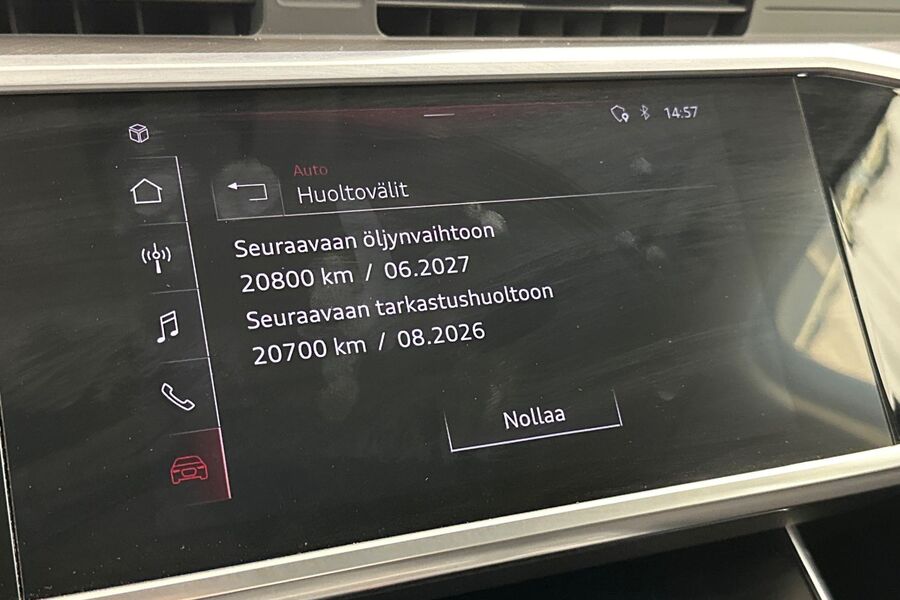 14:57
Auto
Huoltovälit
Seuraavaan öljynvaihtoon
20800 km / 06.2027
Seuraavaan tarkastushuoltoon
20700 km / 08.2026
Nollaa